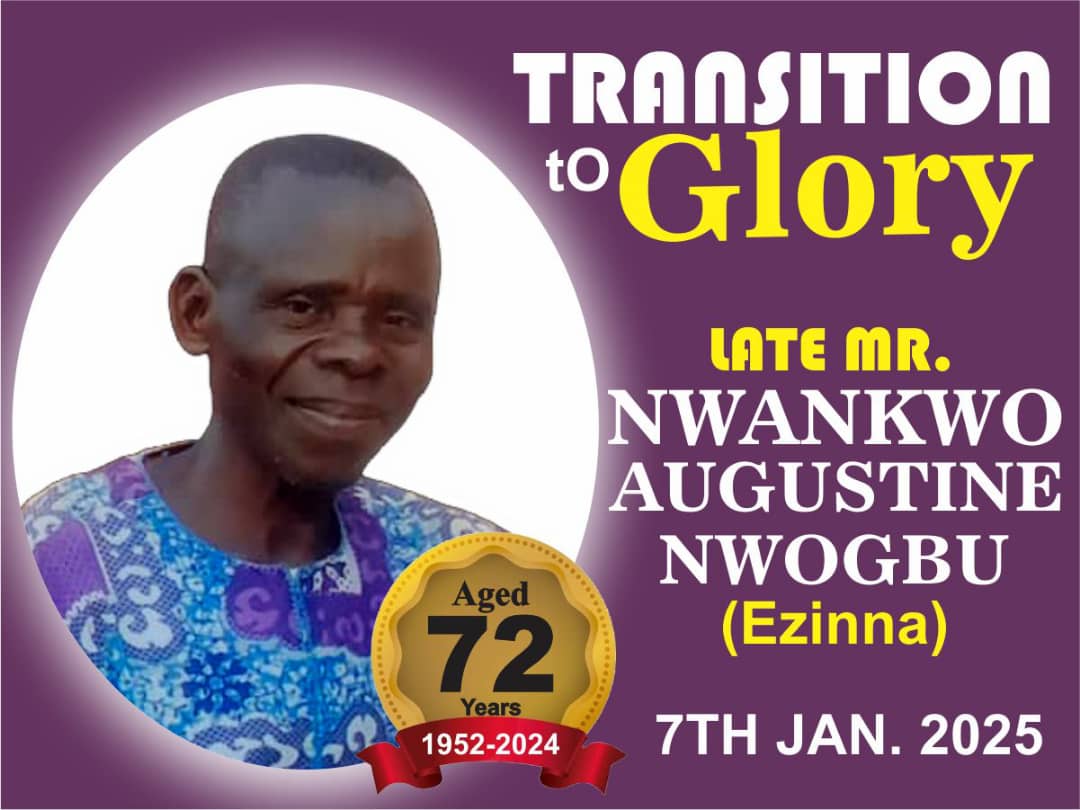 TRANSITION
tO Glory
LATE MR.
NWANKWO
AUGUSTINE
NWOGBU
(Ezinna)
Aged
72
Years
1952-2024
7TH JAN. 2025